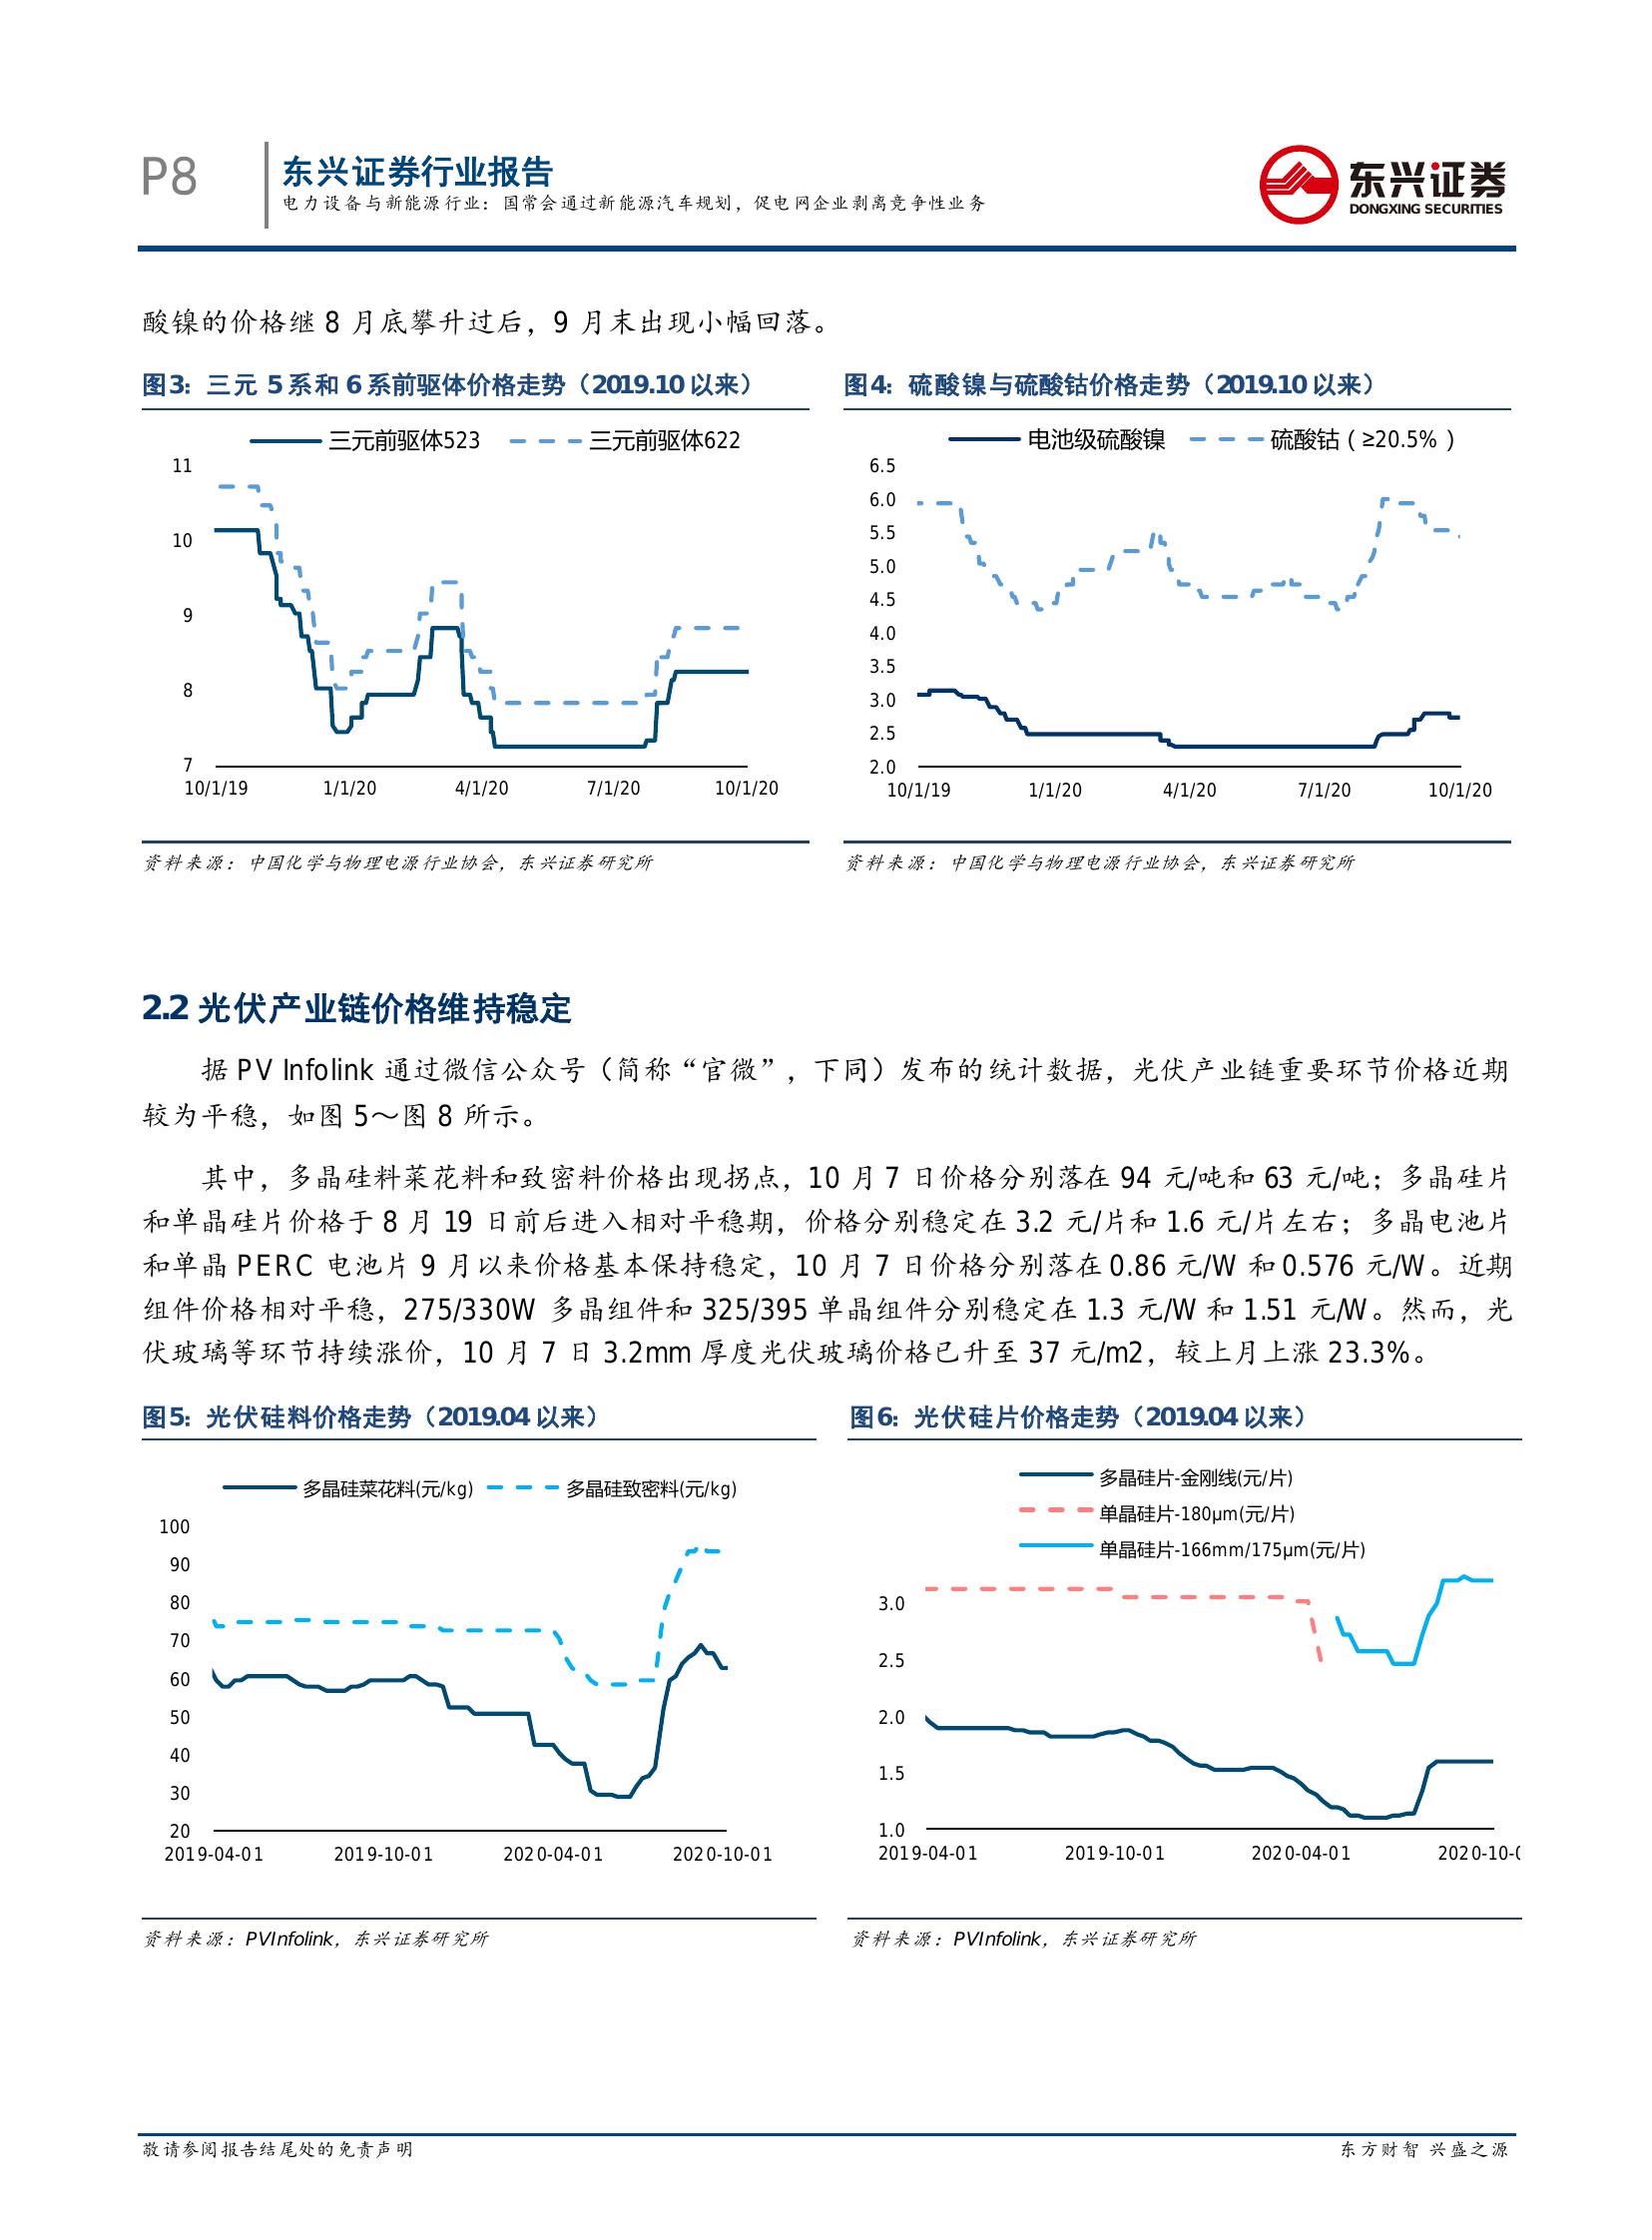 P8
东兴证券行业报告
电力设备与新能源行业：国常会通过新能源汽车规划，促电网企业剥离竞争性业务
东兴证券
DONGXING SECURITIES
酸镍的价格继 8 月底攀升过后，9 月末出现小幅回落。
图3：三元 5 系和 6 系前驱体价格走势（2019.10 以来）
三元前驱体523 三元前驱体622
11
10
9
8
7
10/1/19 1/1/20 4/1/20 7/1/20 10/1/20
资料来源：中国化学与物理电源行业协会，东兴证券研究所
图4：硫酸镍与硫酸钴价格走势（2019.10 以来）
电池级硫酸镍 硫酸钴（≥20.5%）
6.5
6.0
5.5
5.0
4.5
4.0
3.5
3.0
2.5
2.0
10/1/19 1/1/20 4/1/20 7/1/20 10/1/20
资料来源：中国化学与物理电源行业协会，东兴证券研究所
2.2 光伏产业链价格维持稳定
据 PV Infolink 通过微信公众号（简称“官微”，下同）发布的统计数据，光伏产业链重要环节价格近期
较为平稳，如图 5～图 8 所示。
其中，多晶硅料菜花料和致密料价格出现拐点，10 月 7 日价格分别落在 94 元/吨和 63 元/吨；多晶硅片
和单晶硅片价格于 8 月 19 日前后进入相对平稳期，价格分别稳定在 3.2 元/片和 1.6 元/片左右；多晶电池片
和单晶 PERC 电池片 9 月以来价格基本保持稳定，10 月 7 日价格分别落在 0.86 元/W 和 0.576 元/W。近期
组件价格相对平稳，275/330W 多晶组件和 325/395 单晶组件分别稳定在 1.3 元/W 和 1.51 元/W。然而，光
伏玻璃等环节持续涨价，10 月 7 日 3.2mm 厚度光伏玻璃价格已升至 37 元/m2，较上月上涨 23.3%。
图5：光伏硅料价格走势（2019.04 以来）
多晶硅菜花料(元/kg) 多晶硅致密料(元/kg)
100
90
80
70
60
50
40
30
20
2019-04-01 2019-10-01 2020-04-01 2020-10-01
资料来源：PVInfolink，东兴证券研究所
图6：光伏硅片价格走势（2019.04 以来）
多晶硅片-金刚线(元/片)
单晶硅片-180μm(元/片)
单晶硅片-166mm/175μm(元/片)
3.0
2.5
2.0
1.5
1.0
2019-04-01 2019-10-01 2020-04-01 2020-10-
资料来源：PVInfolink，东兴证券研究所
敬请参阅报告结尾处的免责声明
东方财智 兴盛之源